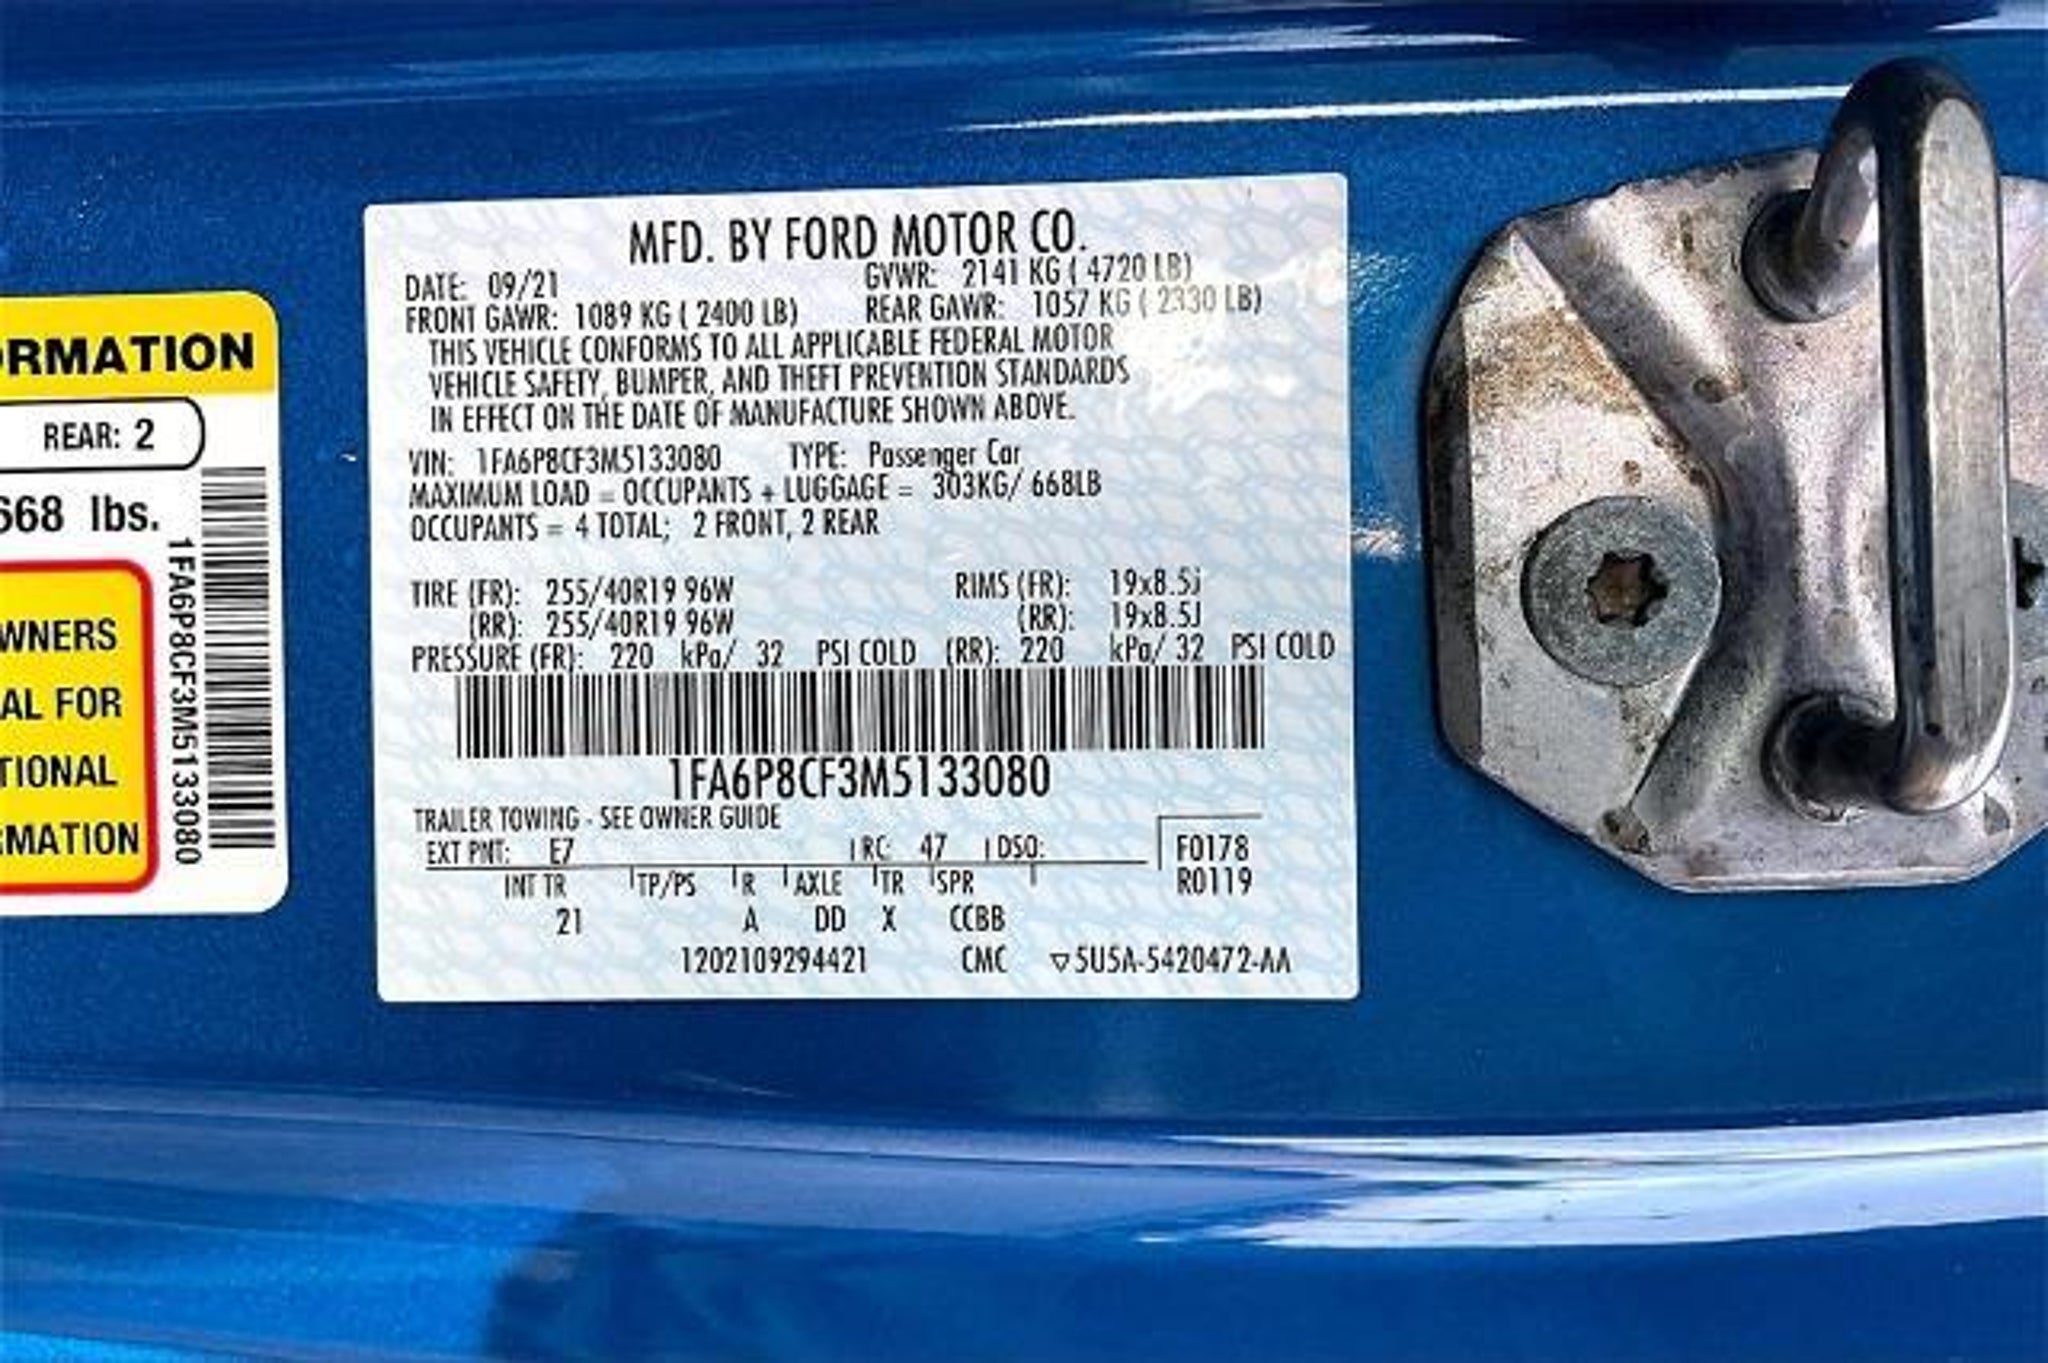 ORMATION
REAR: 2
668 lbs.
WNERS
AL FOR
TIONAL
RMATION
1FA6P8CF3M5133080
MFD. BY FORD MOTOR CO.
DATE: 09/21 GVWR: 2141 KG ( 4720 LB)
FRONT GAWR: 1089 KG ( 2400 LB) REAR GAWR: 1057 KG ( 2330 LB)
THIS VEHICLE CONFORMS TO ALL APPLICABLE FEDERAL MOTOR
VEHICLE SAFETY, BUMPER, AND THEFT PREVENTION STANDARDS
IN EFFECT ON THE DATE OF MANUFACTURE SHOWN ABOVE.
VIN: 1FA6P8CF3M5133080 TYPE: Passenger Car
MAXIMUM LOAD = OCCUPANTS + LUGGAGE = 303KG/ 668LB
OCCUPANTS = 4 TOTAL; 2 FRONT, 2 REAR
TIRE (FR): 255/40R19 96W RIMS (FR): 19x8.5j
(RR): 255/40R19 96W (RR): 19x8.5J
PRESSURE (FR): 220 kPa/ 32 PSI COLD (RR): 220 kPa/ 32 PSI COLD
1FA6P8CF3M5133080
TRAILER TOWING - SEE OWNER GUIDE
EXT PNT: E7 RC: 47 DSO: F0178
INT TR TP/PS R AXLE TR SPR R0119
21 A DD X CCBB
1202109294421 CMC ▽5U5A-5420472-AA